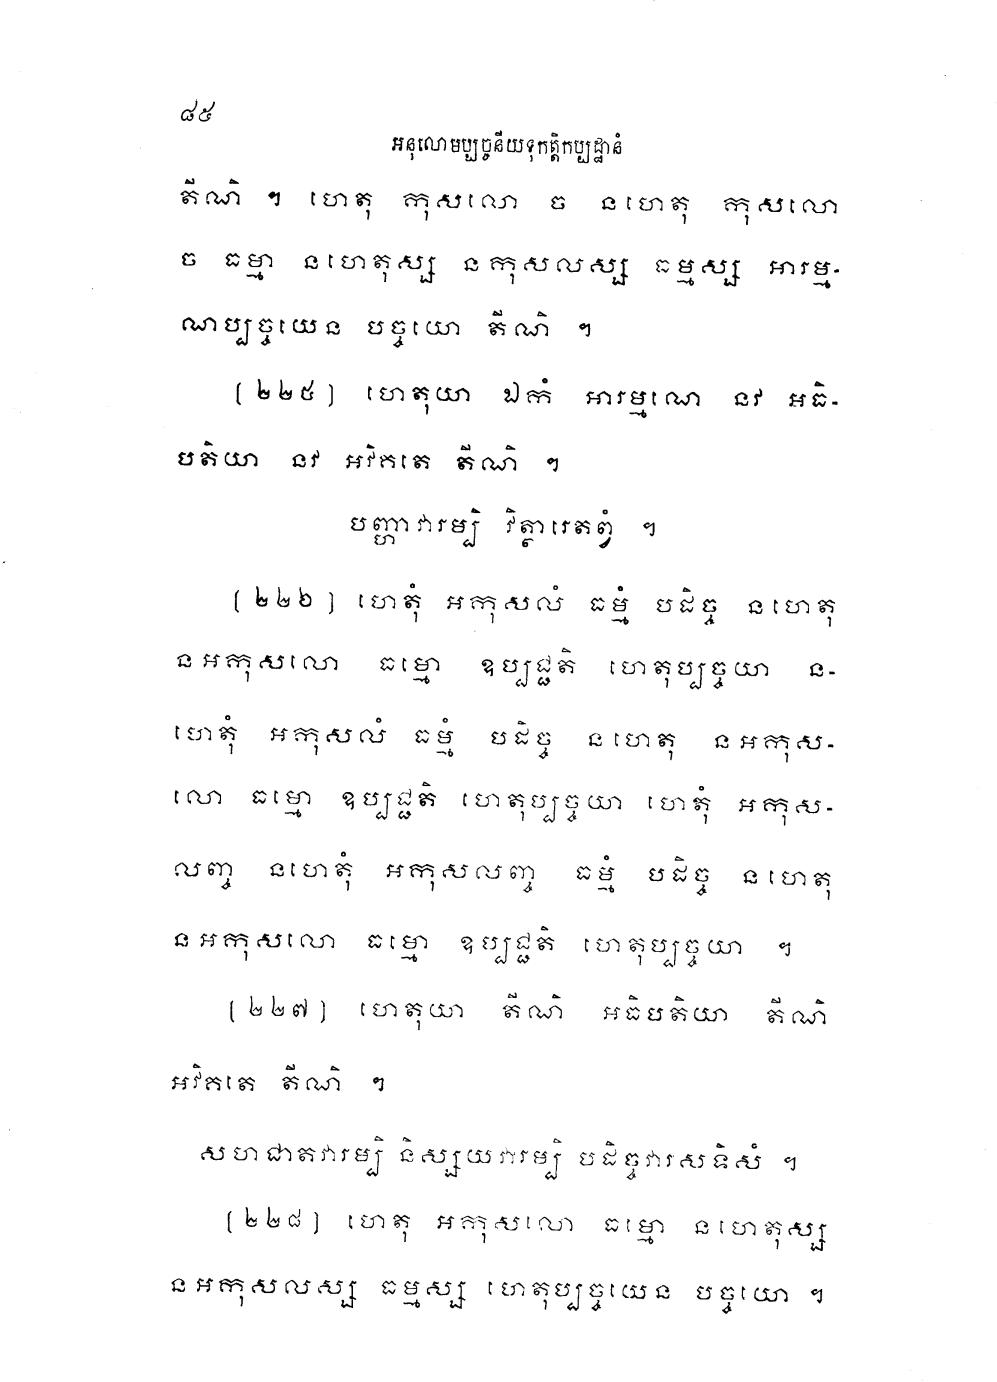 ៨៥
អនុលោមប្បច្ចនីយទុកត្តិកប្បដ្ឋានំ
តីណិ ។ ហេតុ កុសលោ ច នហេតុ កុសលោ
ច ធម្មា នហេតុស្ស នកុសលស្ស ធម្មស្ស អារម្ម-
ណប្បច្ចយេន បច្ចយោ តីណិ ។
(២២៥) ហេតុយា ឯកំ អារម្មណេ នវ អធិ-
បតិយា នវ អវិគតេ តីណិ ។
បញ្ហាវារម្បិ វិត្ថារេតព្វំ ។
(២២៦) ហេតុំ អកុសលំ ធម្មំ បដិច្ច នហេតុ
នអកុសលោ ធម្មោ ឧប្បជ្ជតិ ហេតុប្បច្ចយា ន-
ហេតុំ អកុសលំ ធម្មំ បដិច្ច នហេតុ នអកុស-
លោ ធម្មោ ឧប្បជ្ជតិ ហេតុប្បច្ចយា ហេតុំ អកុស-
លញ្ច នហេតុំ អកុសលញ្ច ធម្មំ បដិច្ច នហេតុ
នអកុសលោ ធម្មោ ឧប្បជ្ជតិ ហេតុប្បច្ចយា ។
(២២៧) ហេតុយា តីណិ អធិបតិយា តីណិ
អវិគតេ តីណិ ។
សហជាតវារម្បិ និស្សយវារម្បិ បដិច្ចវារសទិសំ ។
(២២៨) ហេតុ អកុសលោ ធម្មោ នហេតុស្ស
នអកុសលស្ស ធម្មស្ស ហេតុប្បច្ចយេន បច្ចយោ ។